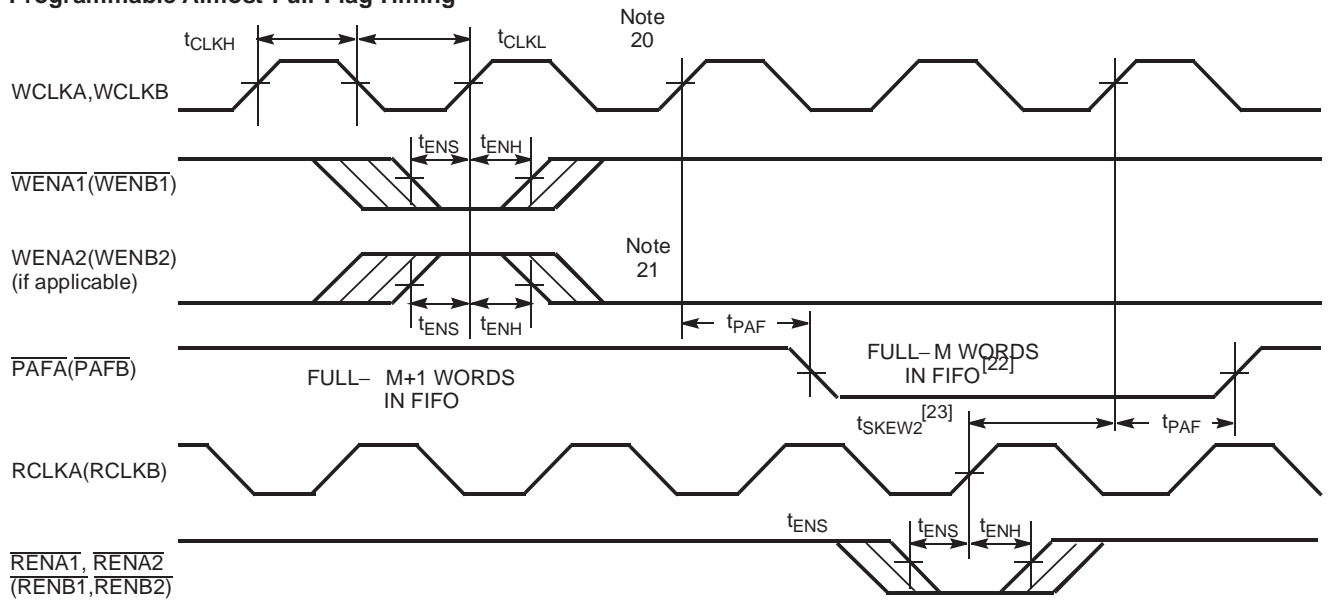 Programmable Almost Full Flag Timing
Note
20
tCLKH
tCLKL
WCLKA,WCLKB
tENS
tENH
WENA1(WENB1)
WENA2(WENB2)
(if applicable)
Note
21
tENS
tENH
tPAF
PAFA(PAFB)
FULL– M+1 WORDS
IN FIFO
FULL– M WORDS
IN FIFO[22]
tSKEW2[23]
tPAF
RCLKA(RCLKB)
tENS
tENS
tENH
RENA1, RENA2
(RENB1,RENB2)